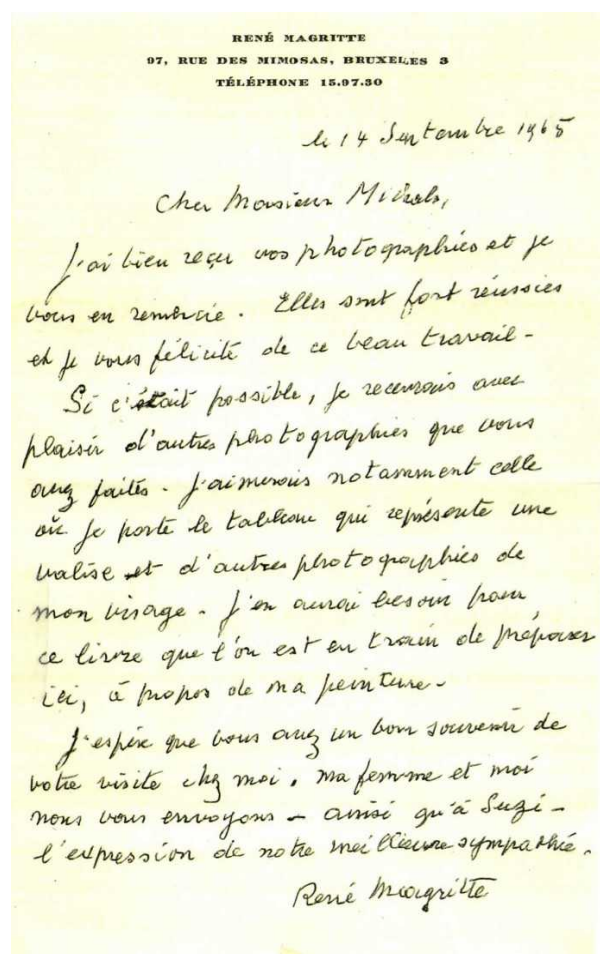 RENÉ MAGRITTE
97, RUE DES MIMOSAS, BRUXELLES 3
TÉLÉPHONE 15.07.30
le 14 Septembre 1965
Cher Monsieur Michals,
J'ai bien reçu vos photographies et je
vous en remercie. Elles sont fort réussies
et je vous félicite de ce beau travail -
Si c'était possible, je recevrais avec
plaisir d'autres photographies que vous
avez faites. J'aimerais notamment celle
où je porte le tableau qui représente une
valise et d'autres photographies de
mon visage - J'en aurai besoin pour
ce livre que l'on est en train de préparer
ici, à propos de ma peinture -
J'espère que vous avez un bon souvenir de
votre visite chez moi. Ma femme et moi
nous vous envoyons - ainsi qu'à Suzi -
l'expression de notre meilleure sympathie.
René Magritte